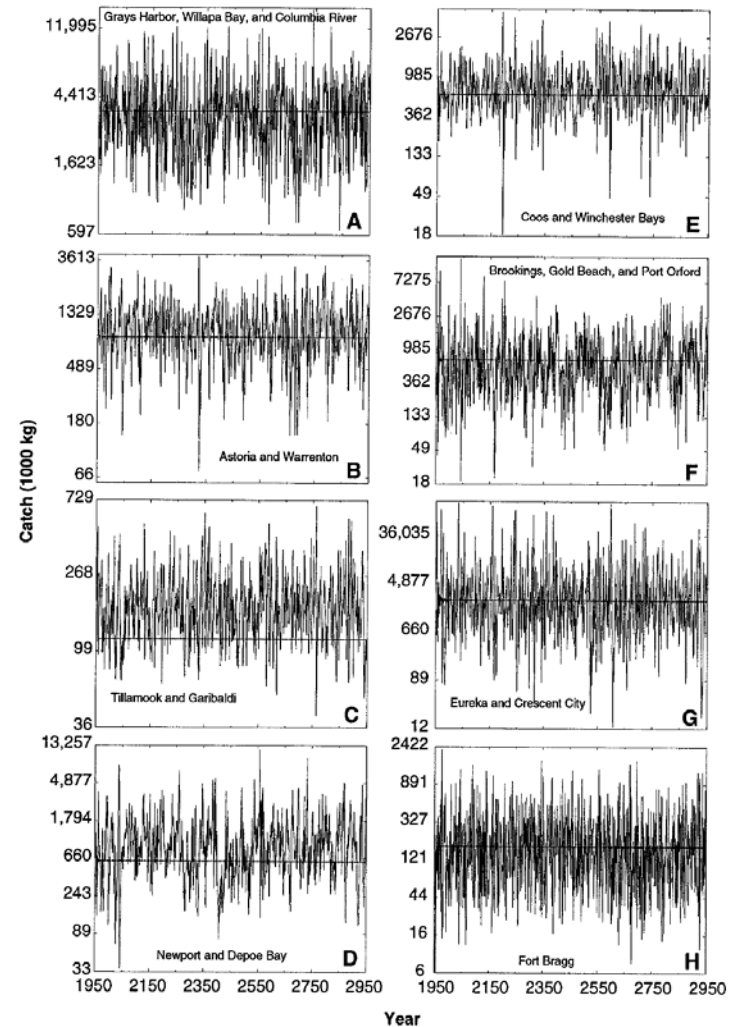 Grays Harbor, Willapa Bay, and Columbia River
11,995
4,413
1,623
597
A
3613
1329
489
180
66
Astoria and Warrenton
B
729
268
99
36
Tillamook and Garibaldi
C
13,257
4,877
1,794
660
243
89
33
Newport and Depoe Bay
D
1950 2150 2350 2550 2750 2950
2676
985
362
133
49
18
Coos and Winchester Bays
E
Brookings, Gold Beach, and Port Orford
7275
2676
985
362
133
49
18
F
36,035
4,877
660
89
12
Eureka and Crescent City
G
2422
891
327
121
44
16
6
Fort Bragg
H
1950 2150 2350 2550 2750 2950
Catch (1000 kg)
Year